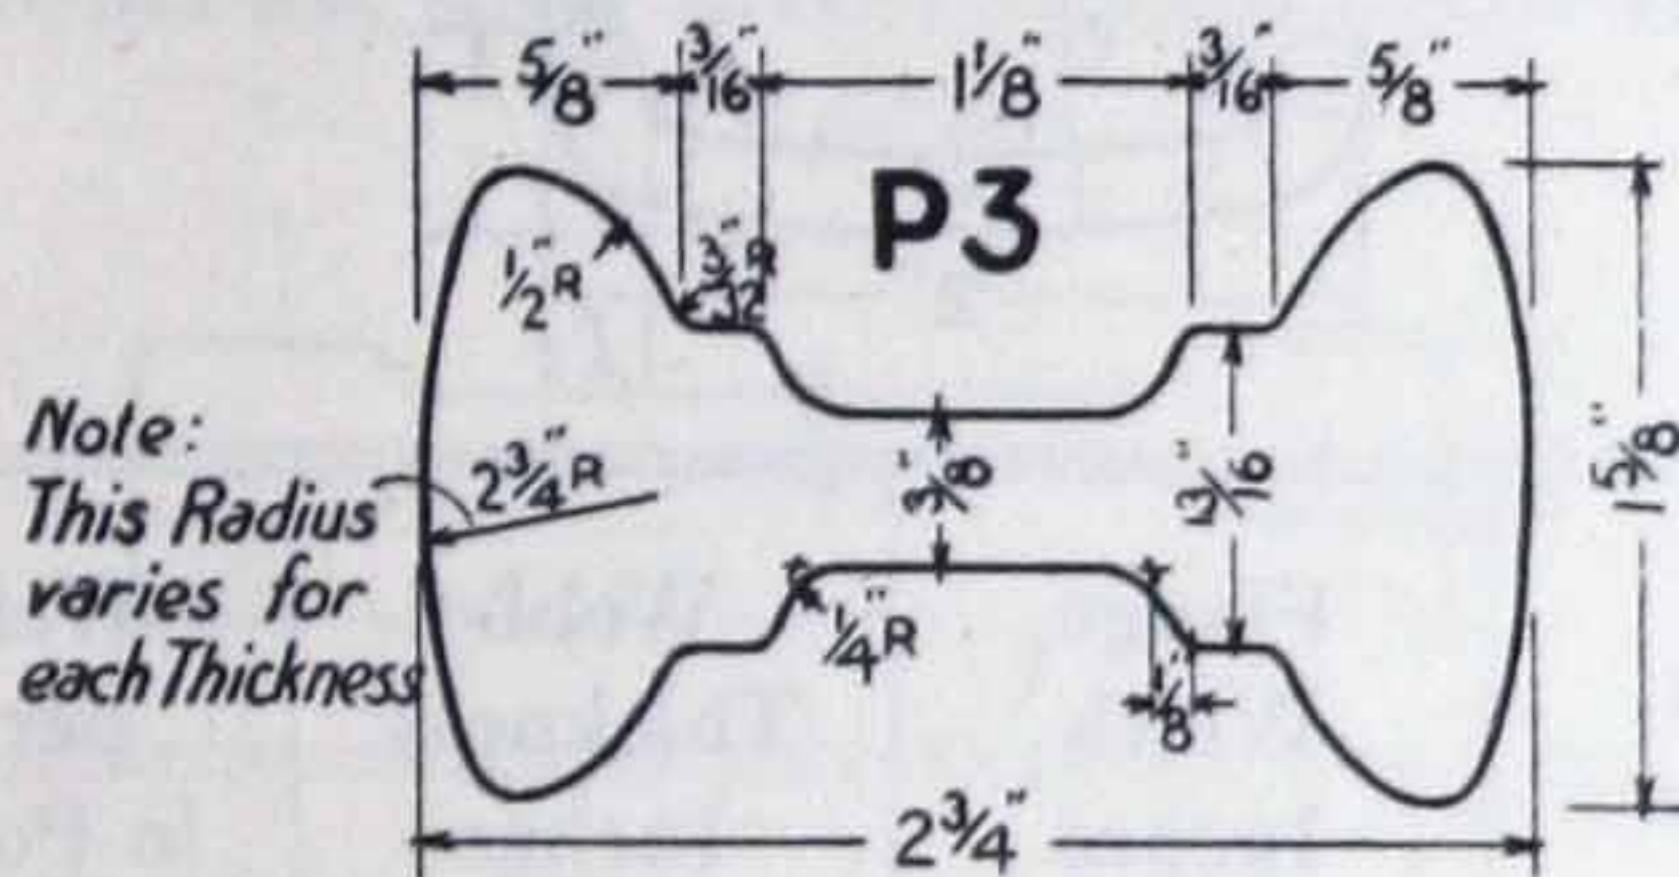 5/8" 3/16" 1 1/8" 3/16" 5/8"
P3
1/2" R
3/32" R
Note:
This Radius
varies for
each Thickness
2 3/4" R
3/8"
13/16"
1 5/8"
1/4" R
1/8"
2 3/4"